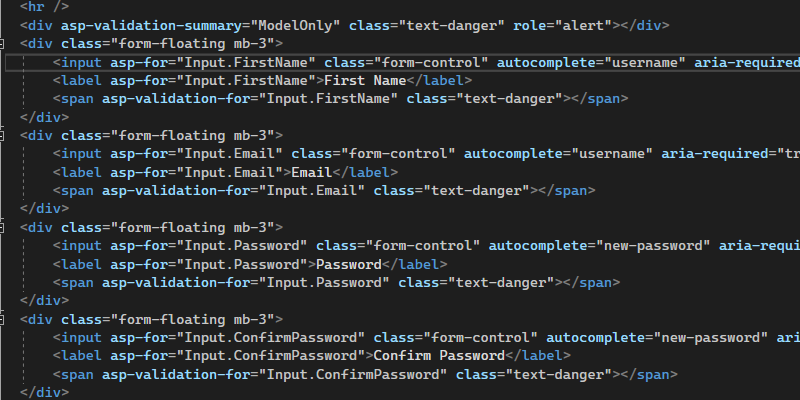 <hr />
<div asp-validation-summary="ModelOnly" class="text-danger" role="alert"></div>
<div class="form-floating mb-3">
<input asp-for="Input.FirstName" class="form-control" autocomplete="username" aria-required
<label asp-for="Input.FirstName">First Name</label>
<span asp-validation-for="Input.FirstName" class="text-danger"></span>
</div>
<div class="form-floating mb-3">
<input asp-for="Input.Email" class="form-control" autocomplete="username" aria-required="tr
<label asp-for="Input.Email">Email</label>
<span asp-validation-for="Input.Email" class="text-danger"></span>
</div>
<div class="form-floating mb-3">
<input asp-for="Input.Password" class="form-control" autocomplete="new-password" aria-requi
<label asp-for="Input.Password">Password</label>
<span asp-validation-for="Input.Password" class="text-danger"></span>
</div>
<div class="form-floating mb-3">
<input asp-for="Input.ConfirmPassword" class="form-control" autocomplete="new-password" ari
<label asp-for="Input.ConfirmPassword">Confirm Password</label>
<span asp-validation-for="Input.ConfirmPassword" class="text-danger"></span>
</div>